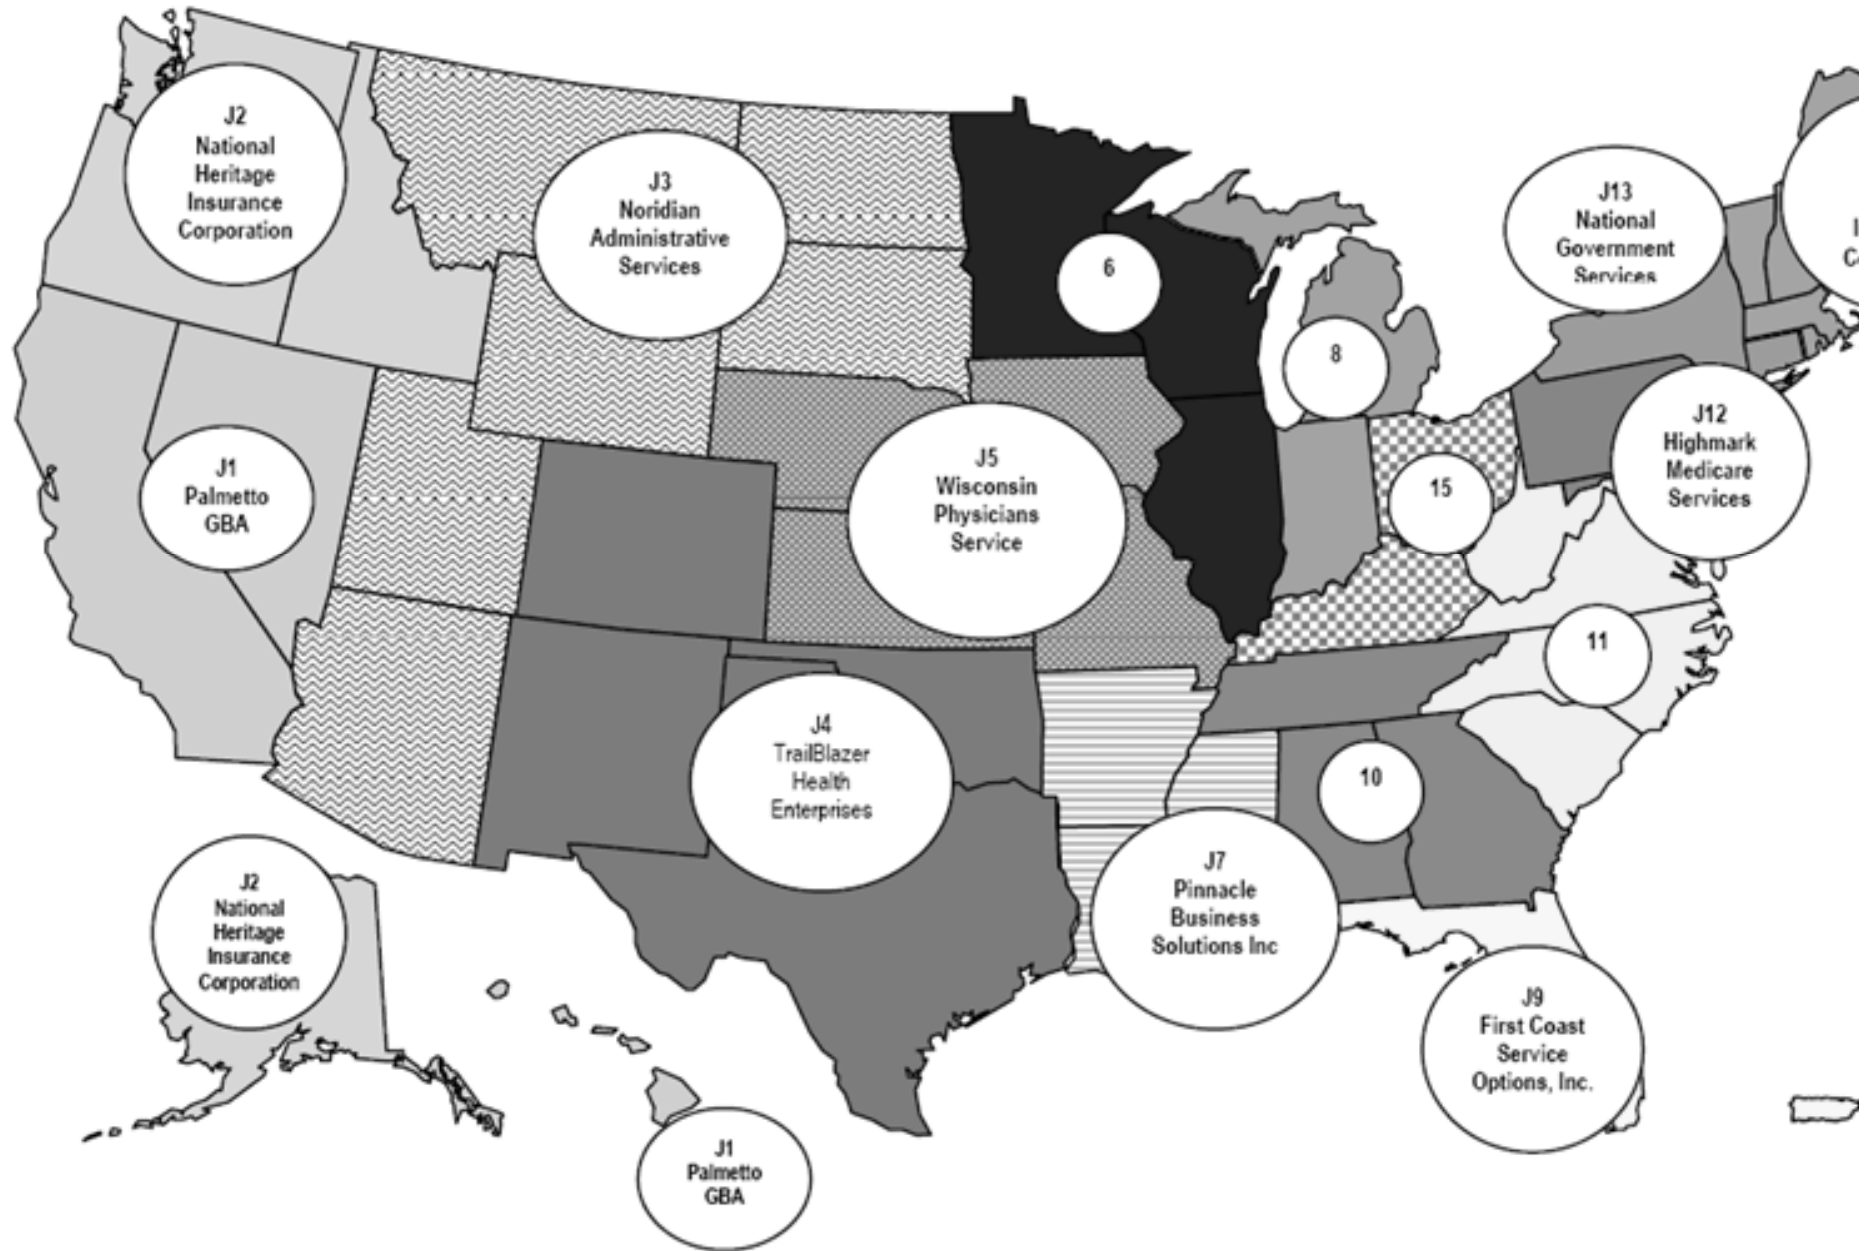 J2
National
Heritage
Insurance
Corporation
J3
Noridian
Administrative
Services
6
8
J13
National
Government
Services
J1
Palmetto
GBA
J5
Wisconsin
Physicians
Service
15
J12
Highmark
Medicare
Services
11
J4
TrailBlazer
Health
Enterprises
10
J7
Pinnacle
Business
Solutions Inc
J2
National
Heritage
Insurance
Corporation
J9
First Coast
Service
Options, Inc.
J1
Palmetto
GBA